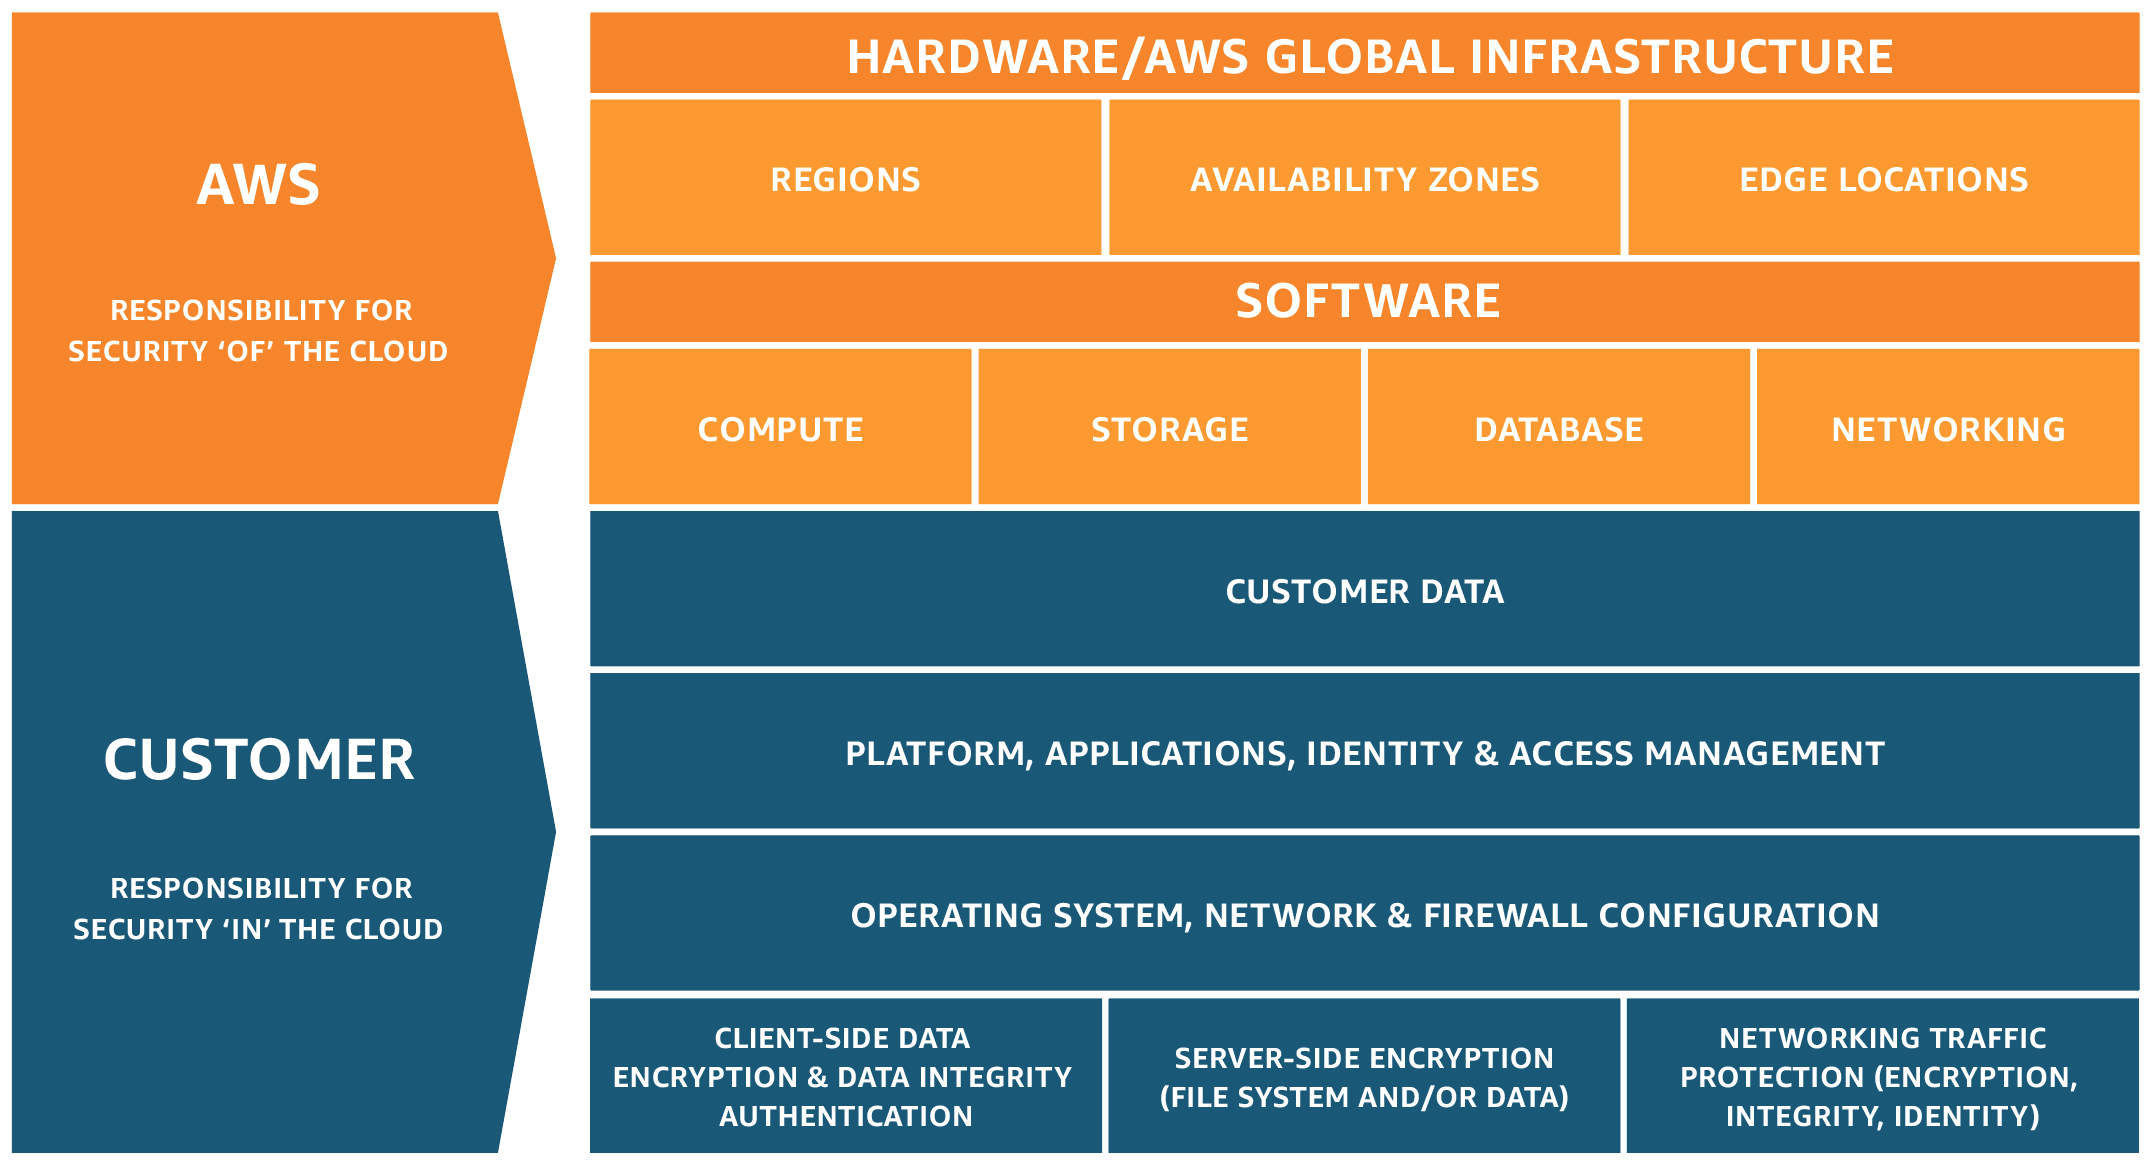 AWS
RESPONSIBILITY FOR
SECURITY ‘OF’ THE CLOUD
HARDWARE/AWS GLOBAL INFRASTRUCTURE
REGIONS
AVAILABILITY ZONES
EDGE LOCATIONS
SOFTWARE
COMPUTE
STORAGE
DATABASE
NETWORKING
CUSTOMER
RESPONSIBILITY FOR
SECURITY ‘IN’ THE CLOUD
CUSTOMER DATA
PLATFORM, APPLICATIONS, IDENTITY & ACCESS MANAGEMENT
OPERATING SYSTEM, NETWORK & FIREWALL CONFIGURATION
CLIENT-SIDE DATA
ENCRYPTION & DATA INTEGRITY
AUTHENTICATION
SERVER-SIDE ENCRYPTION
(FILE SYSTEM AND/OR DATA)
NETWORKING TRAFFIC
PROTECTION (ENCRYPTION,
INTEGRITY, IDENTITY)